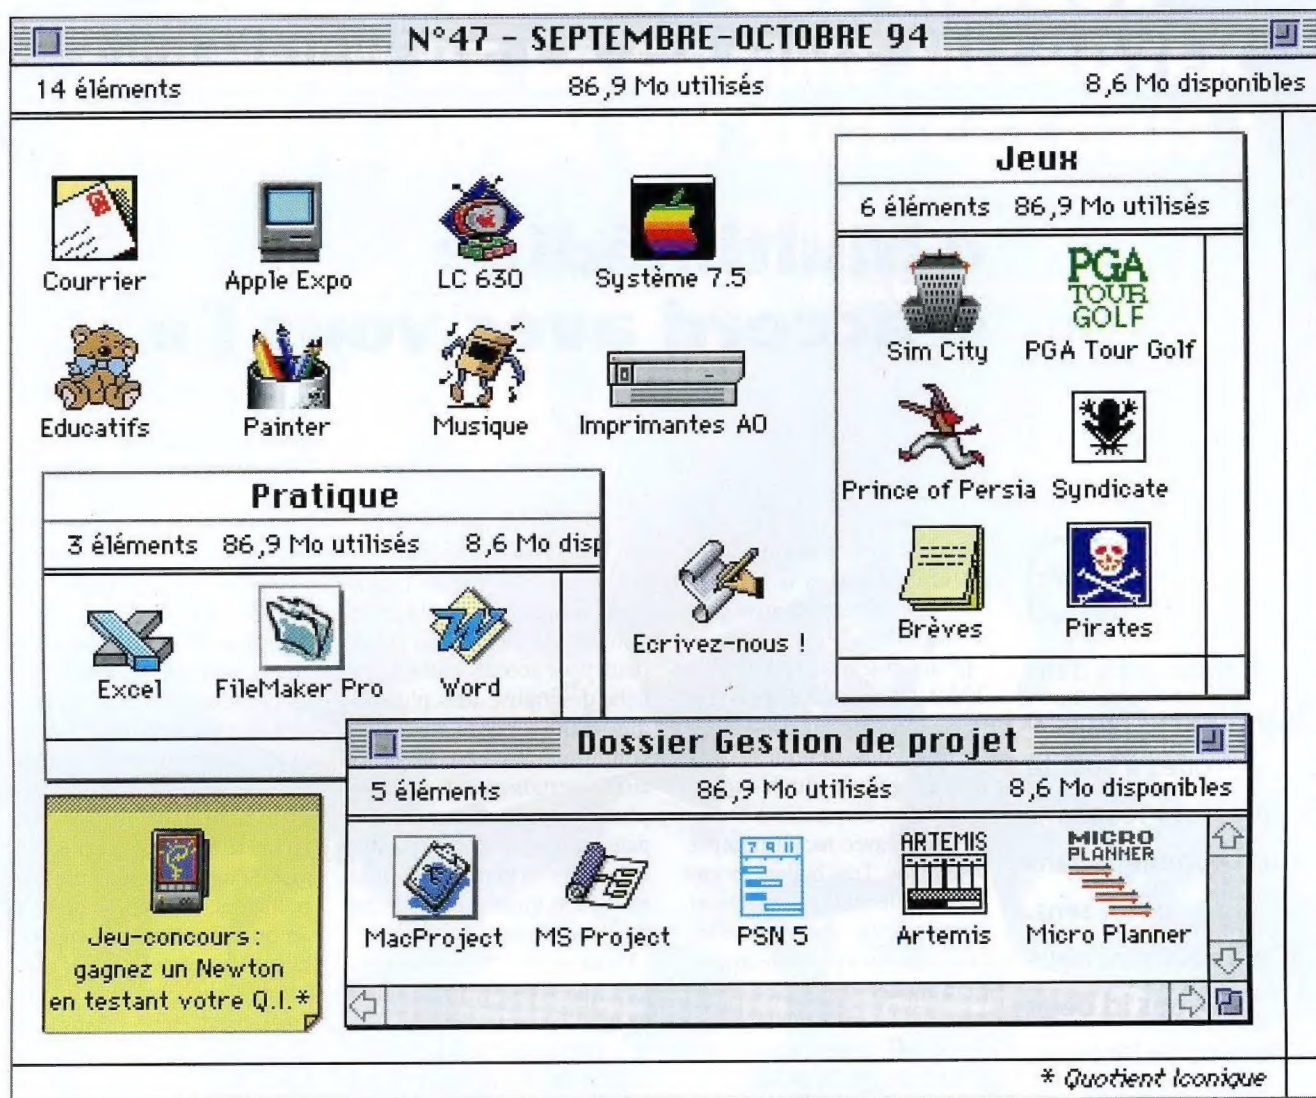 N°47 - SEPTEMBRE-OCTOBRE 94
14 éléments 86,9 Mo utilisés 8,6 Mo disponibles
Courrier Apple Expo LC 630 Système 7.5
Educatifs Painter Musique Imprimantes AO
Jeux
6 éléments 86,9 Mo utilisés
PGA
TOUR
GOLF
Sim City PGA Tour Golf
Prince of Persia Syndicate
Brèves Pirates
Pratique
3 éléments 86,9 Mo utilisés 8,6 Mo disp
Excel FileMaker Pro Word
Ecrivez-nous !
Dossier Gestion de projet
5 éléments 86,9 Mo utilisés 8,6 Mo disponibles
7 9 11
ARTEMIS
MICRO
PLANNER
MacProject MS Project PSN 5 Artemis Micro Planner
Jeu-concours :
gagnez un Newton
en testant votre Q.I.*
* Quotient Iconique